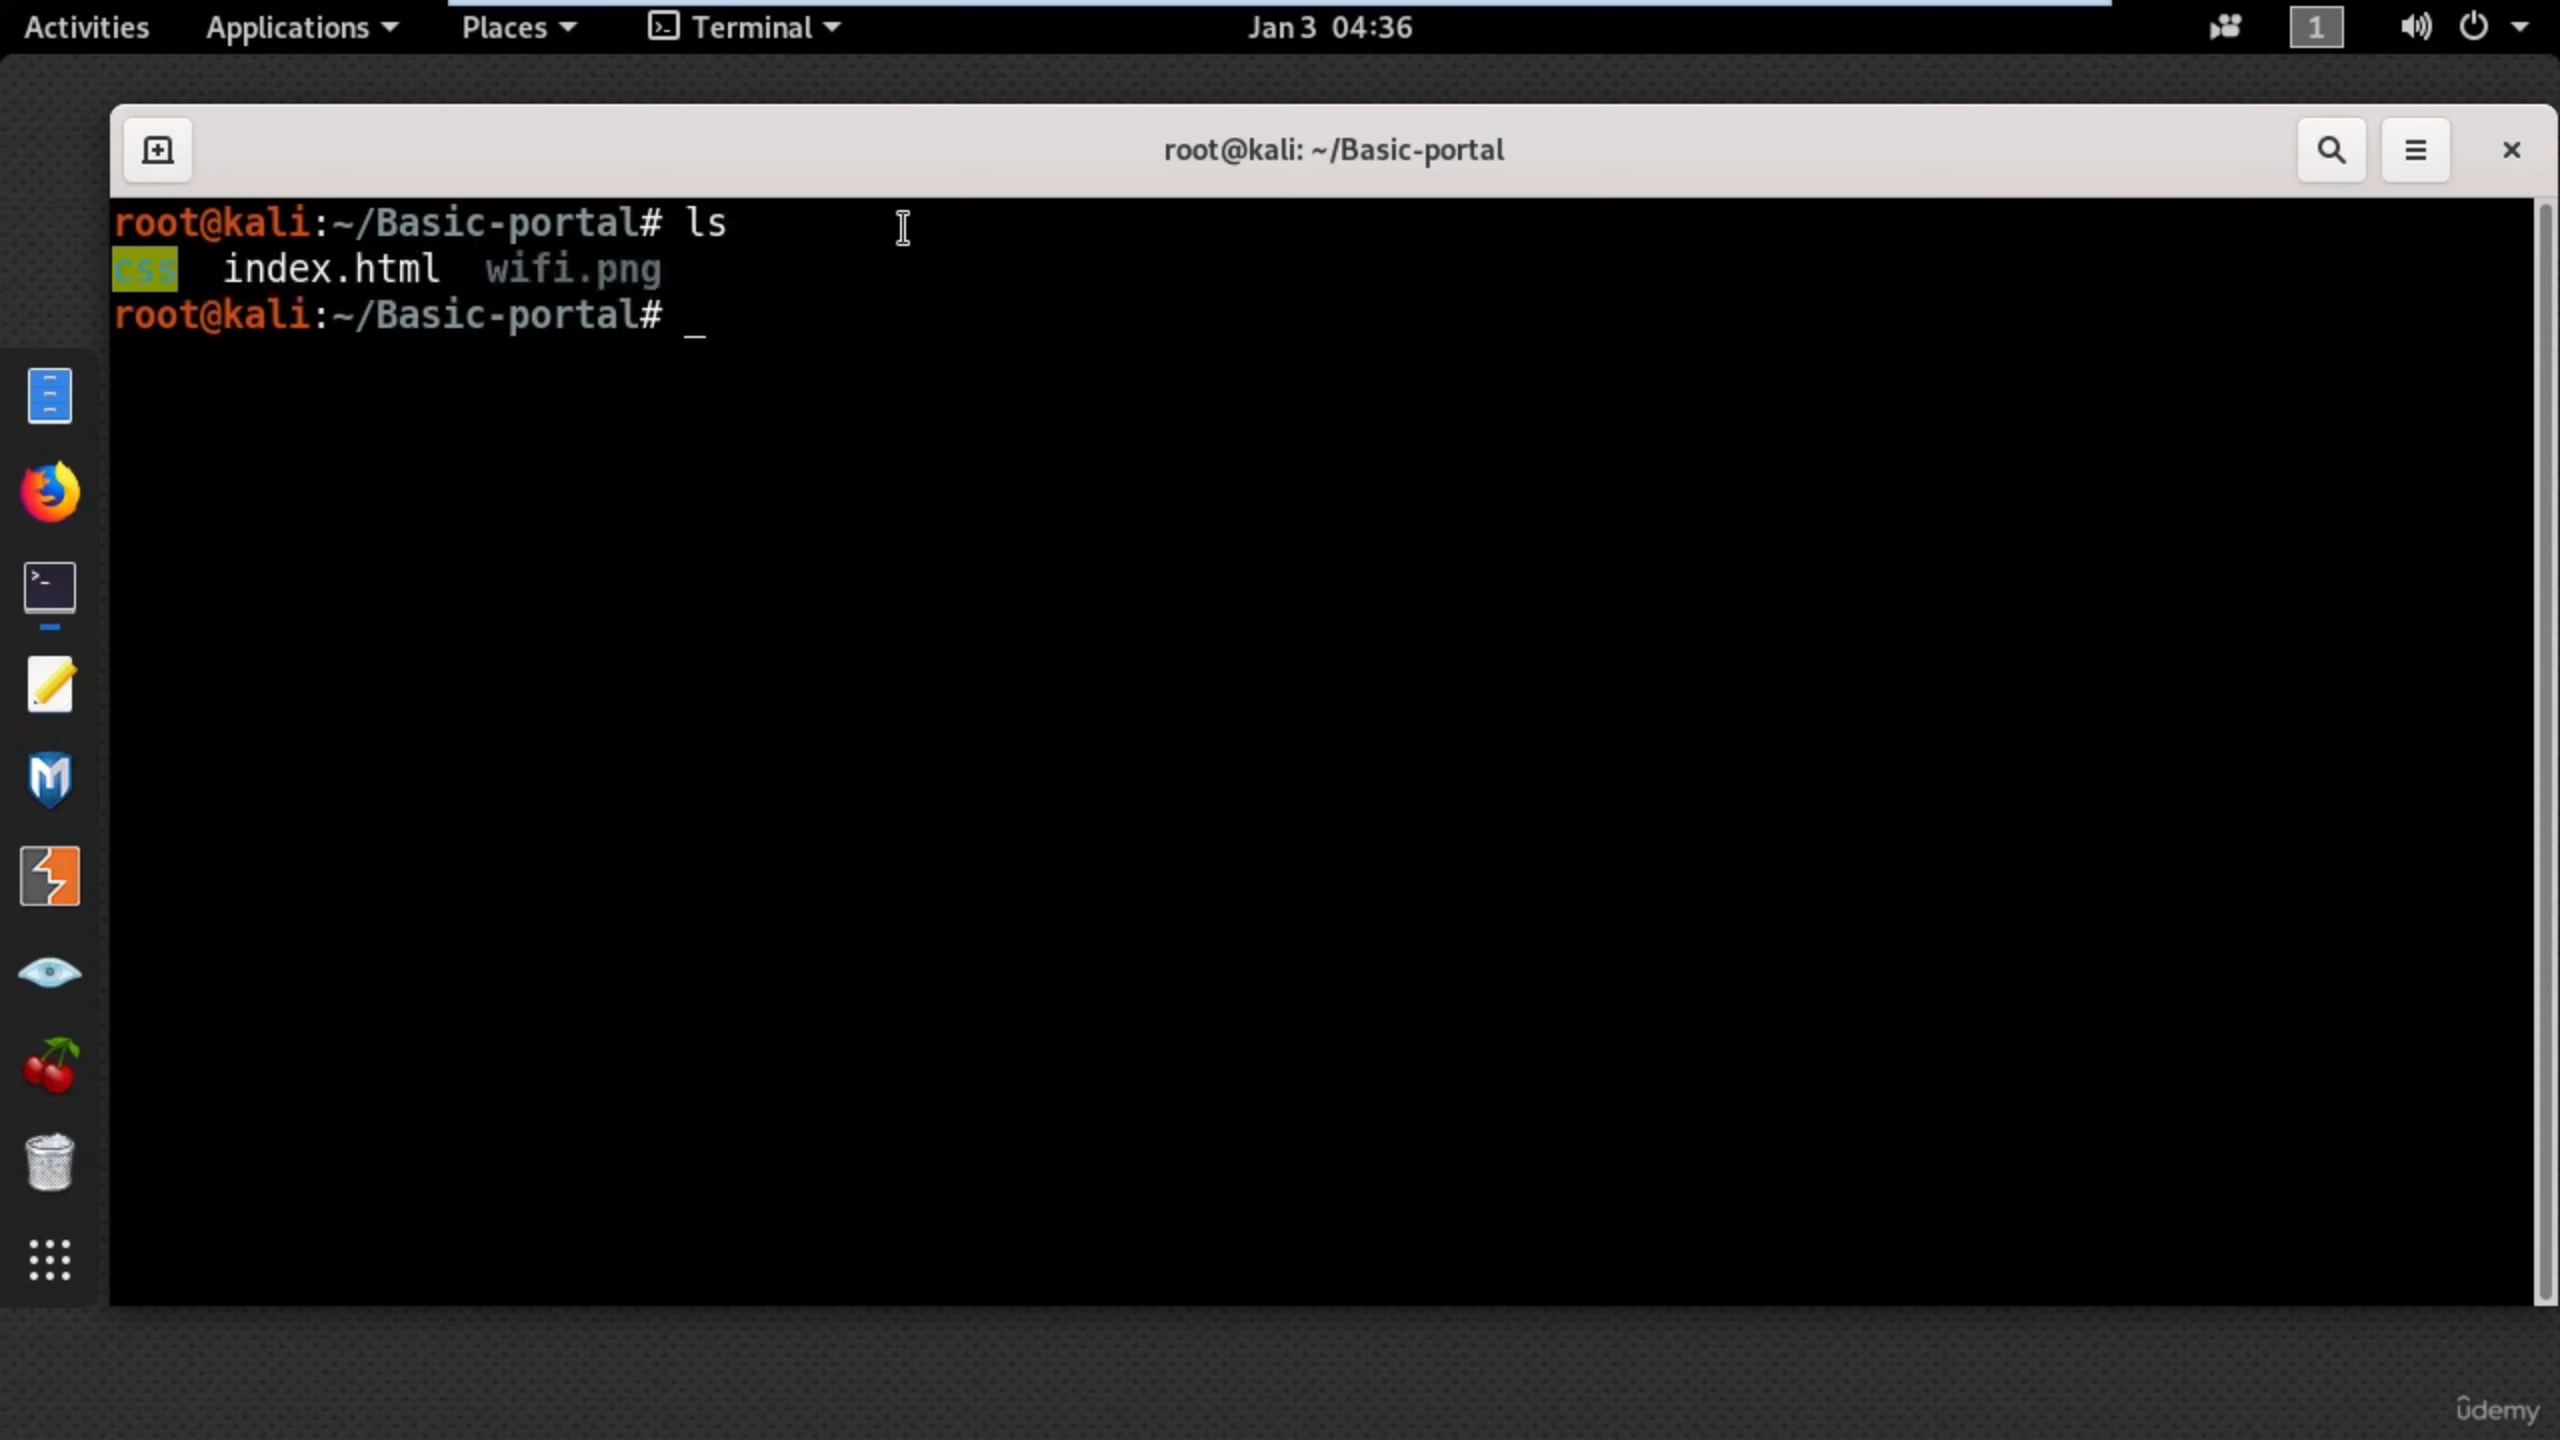 Activities Applications Places Terminal Jan 3 04:36 1
root@kali: ~/Basic-portal
root@kali:~/Basic-portal# ls
css index.html wifi.png
root@kali:~/Basic-portal# _
ûdemy